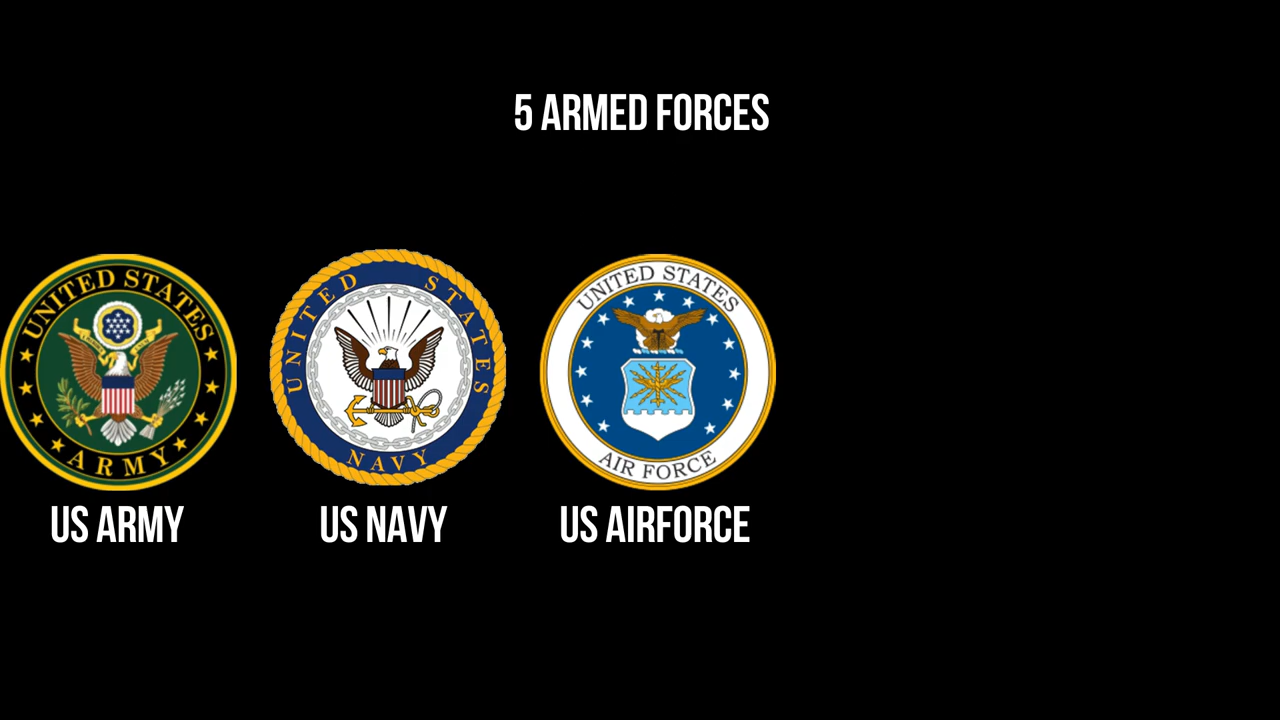 5 ARMED FORCES
UNITED STATES
ARMY
UNITED STATES
NAVY
UNITED STATES
AIR FORCE
US ARMY
US NAVY
US AIRFORCE